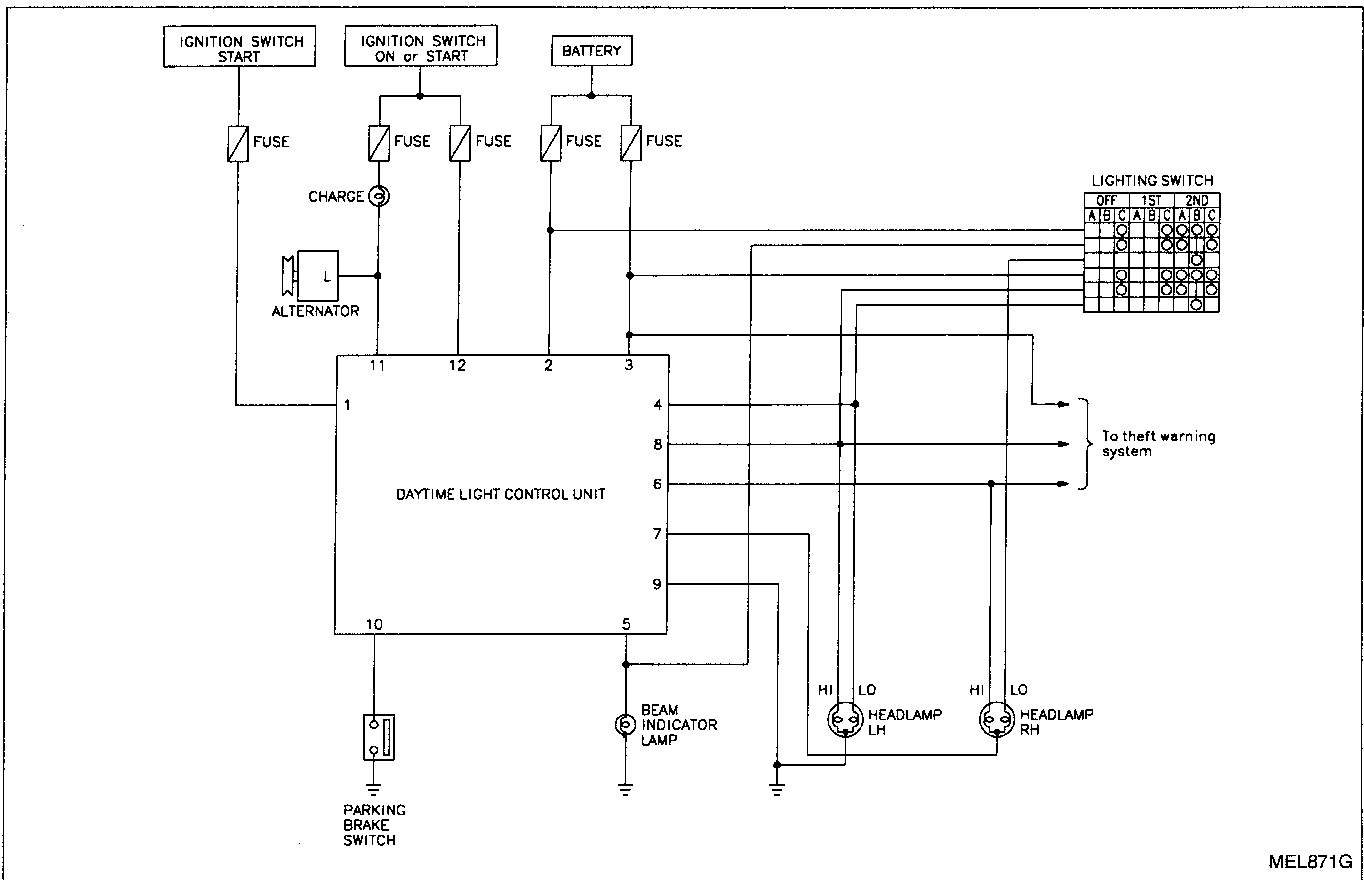 IGNITION SWITCH
START
IGNITION SWITCH
ON or START
BATTERY
FUSE
FUSE
FUSE
FUSE
FUSE
CHARGE
LIGHTING SWITCH
OFF 1ST 2ND
A B C A B C A B C
L
ALTERNATOR
11 12 2 3
1
4
8
6
7
9
10 5
DAYTIME LIGHT CONTROL UNIT
To theft warning
system
HI LO
HEADLAMP
LH
HI LO
HEADLAMP
RH
BEAM
INDICATOR
LAMP
PARKING
BRAKE
SWITCH
MEL871G